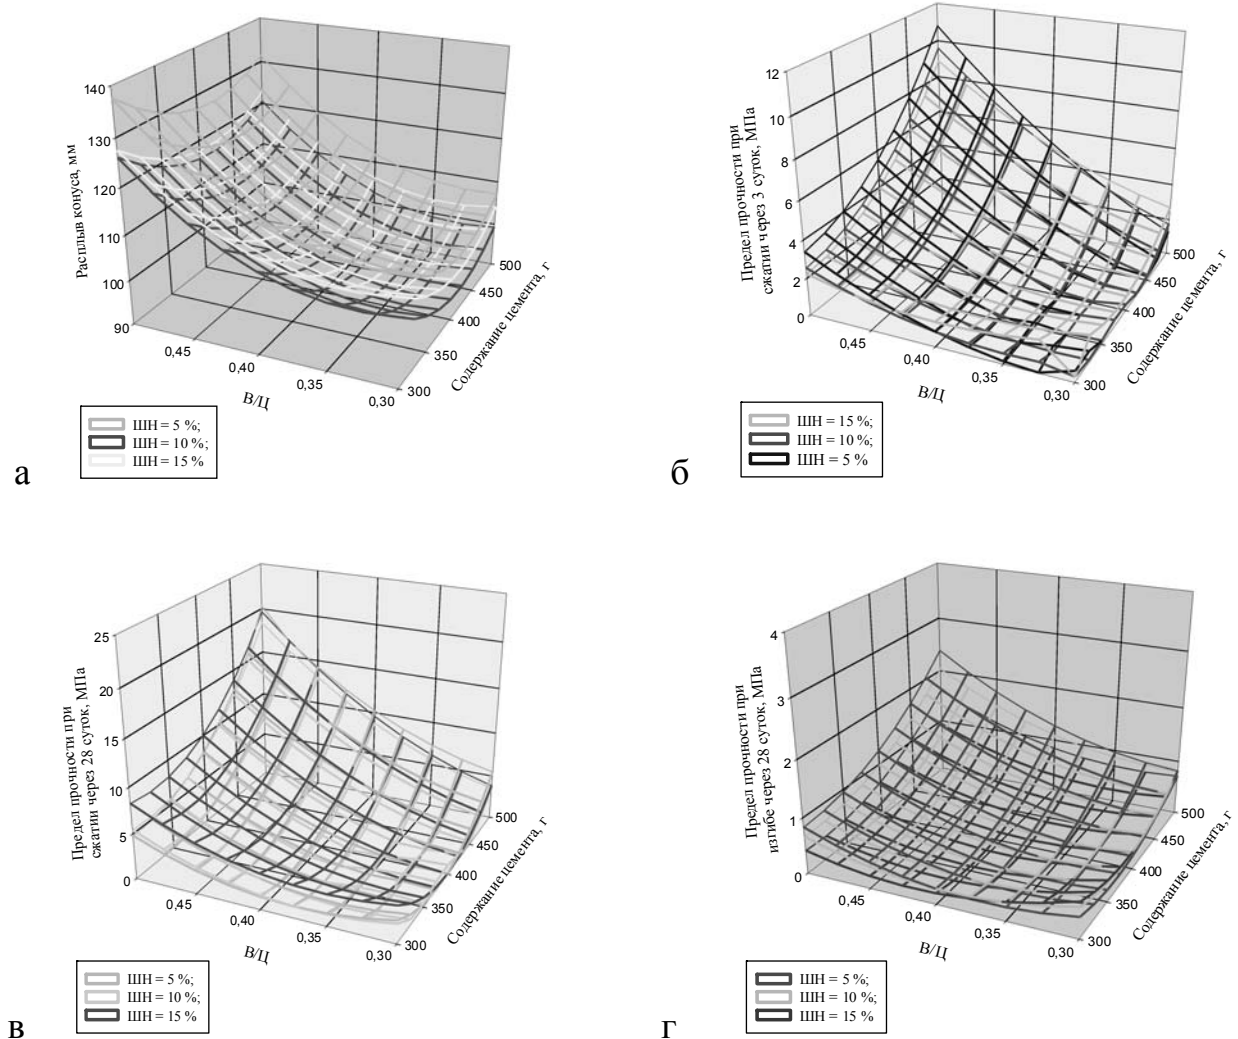 140
130
120
110
100
90
Расплыв конуса, мм
0,45
0,40
0,35
0,30
В/Ц
300
350
400
450
500
Содержание цемента, г
ШН = 5 %;
ШН = 10 %;
ШН = 15 %
а
12
10
8
6
4
2
0
Предел прочности при
сжатии через 3 суток, МПа
0,45
0,40
0,35
0,30
В/Ц
300
350
400
450
500
Содержание цемента, г
ШН = 15 %;
ШН = 10 %;
ШН = 5 %
б
25
20
15
10
5
0
Предел прочности при
сжатии через 28 суток, МПа
0,45
0,40
0,35
0,30
В/Ц
300
350
400
450
500
Содержание цемента, г
ШН = 5 %;
ШН = 10 %;
ШН = 15 %
в
4
3
2
1
0
Предел прочности при
изгибе через 28 суток, МПа
0,45
0,40
0,35
0,30
В/Ц
300
350
400
450
500
Содержание цемента, г
ШН = 5 %;
ШН = 10 %;
ШН = 15 %
г